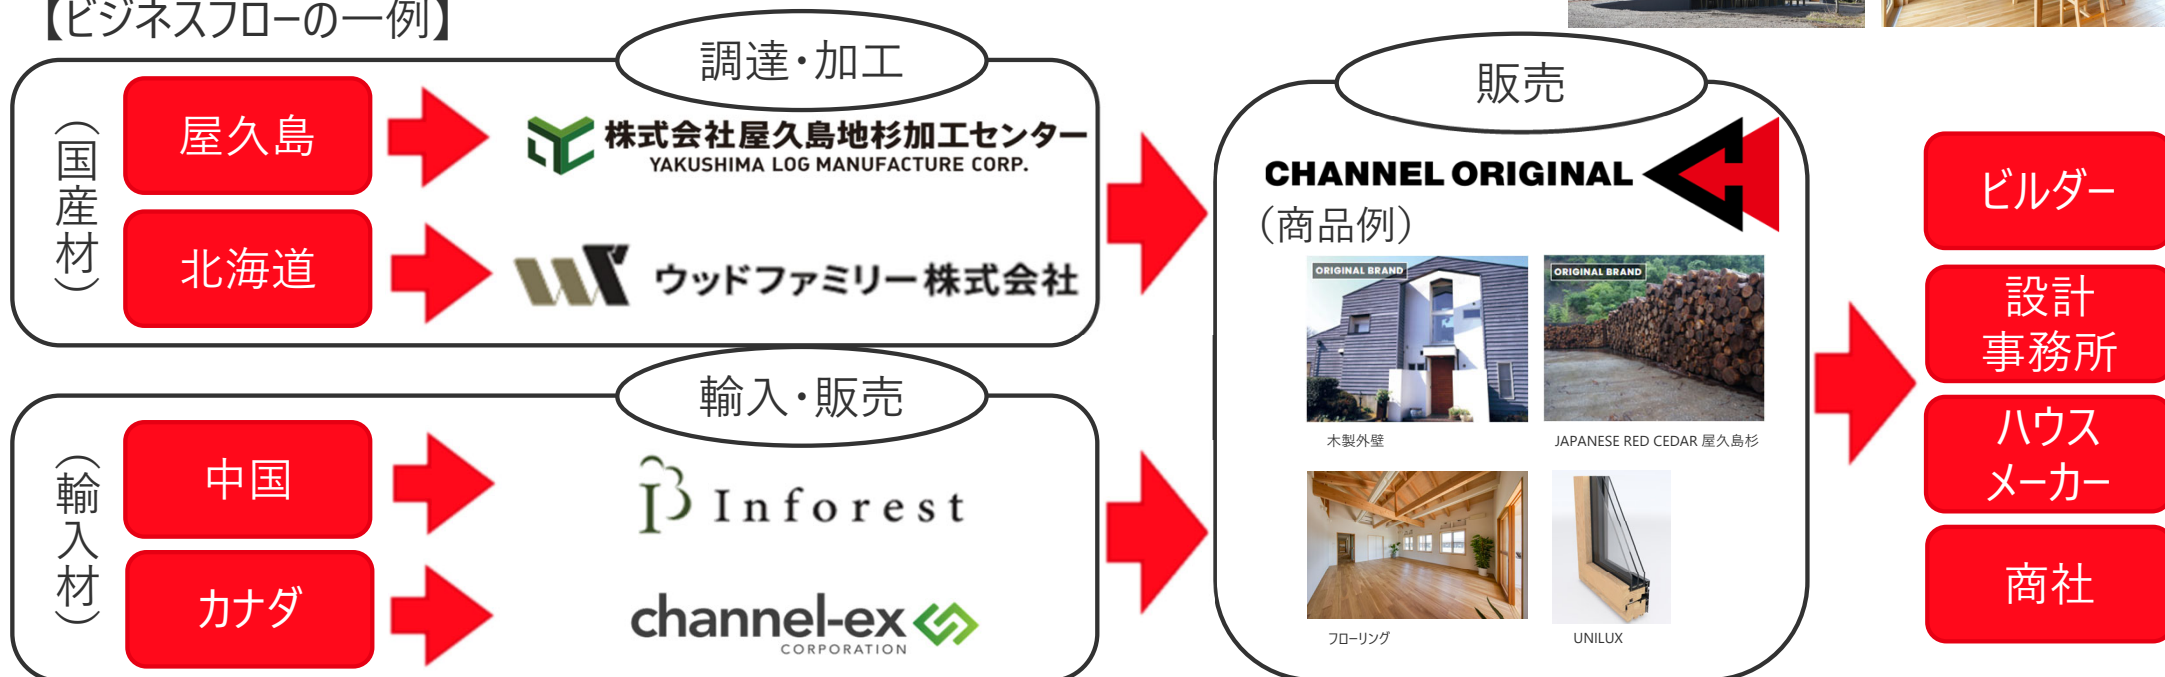 【ビジネスフローの一例】
調達・加工
（国産材）
屋久島
株式会社屋久島地杉加工センター
YAKUSHIMA LOG MANUFACTURE CORP.
北海道
ウッドファミリー株式会社
輸入・販売
（輸入材）
中国
Inforest
カナダ
channel-ex
CORPORATION
販売
CHANNEL ORIGINAL
（商品例）
ORIGINAL BRAND
ORIGINAL BRAND
木製外壁
JAPANESE RED CEDAR 屋久島杉
フローリング
UNILUX
ビルダー
設計
事務所
ハウス
メーカー
商社